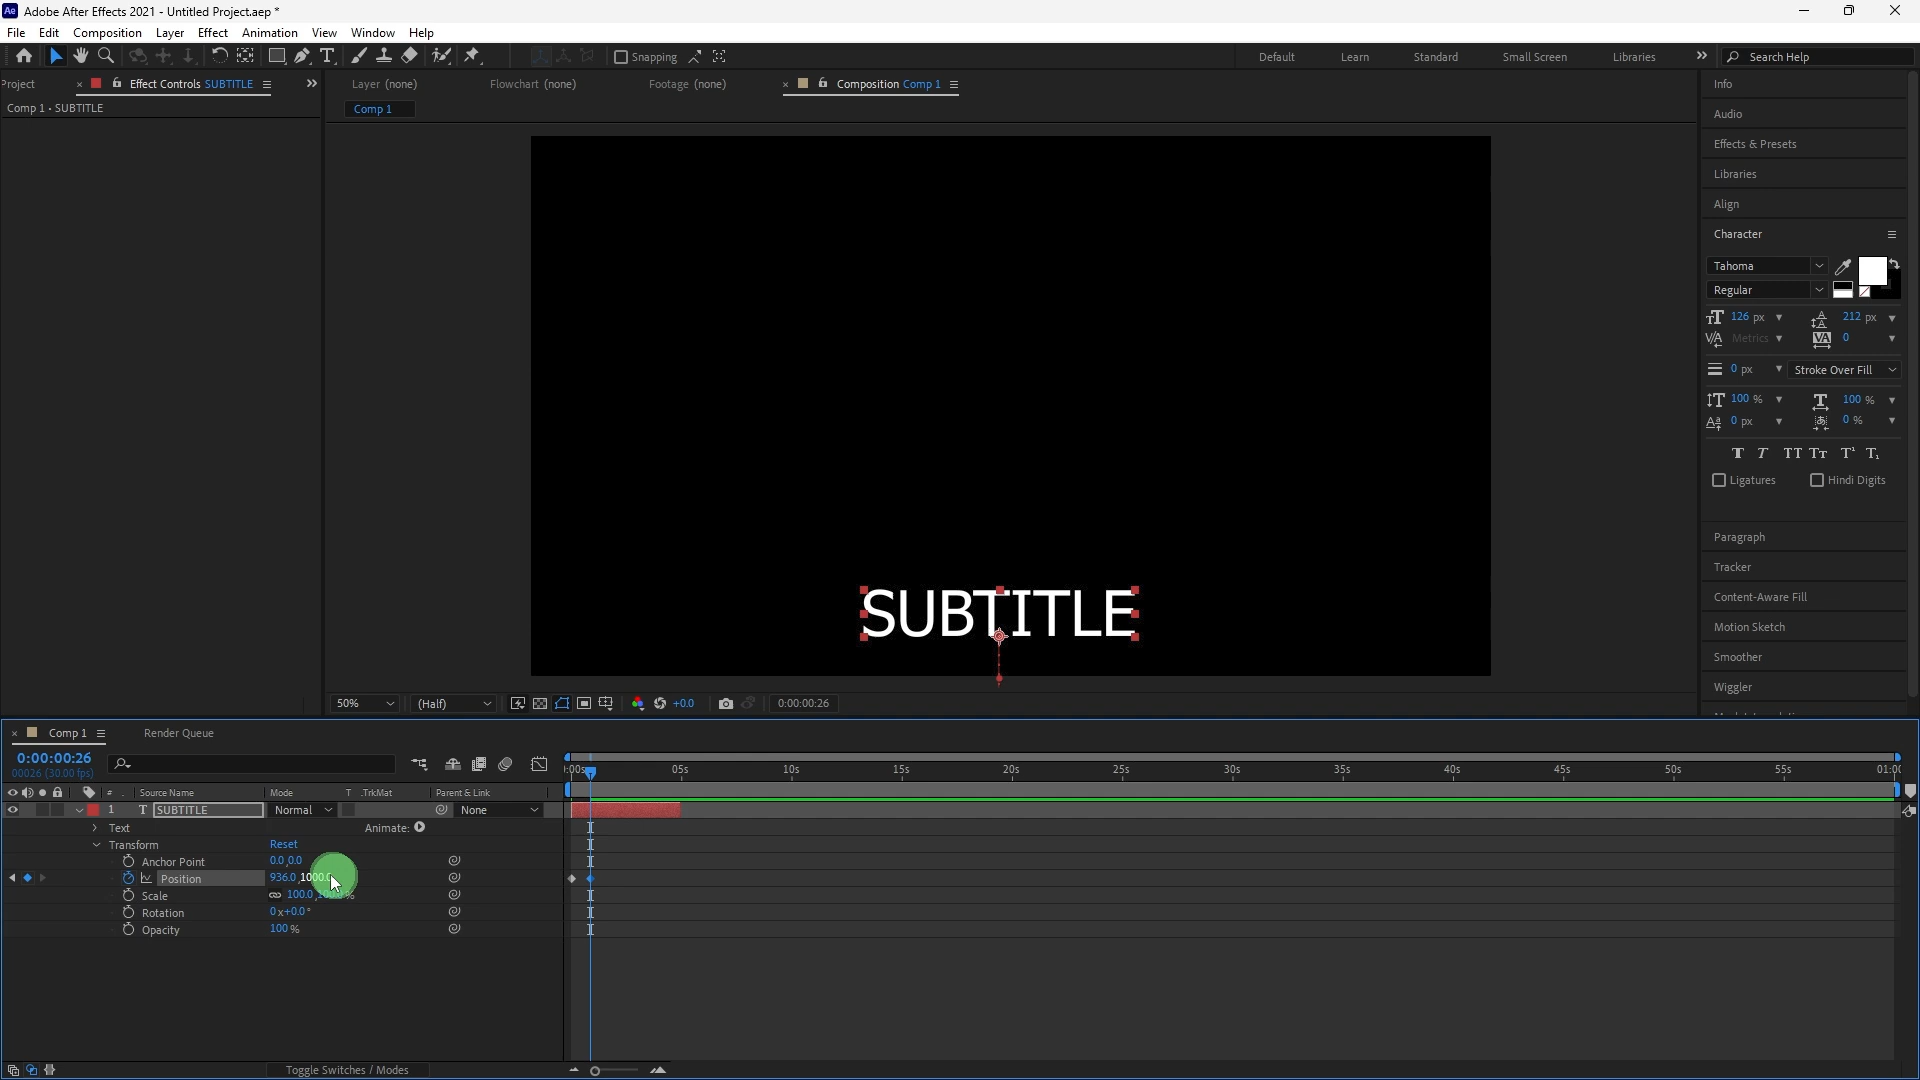 Adobe After Effects 2021 - Untitled Project.aep *
File Edit Composition Layer Effect Animation View Window Help
Snapping Default Learn Standard Small Screen Libraries Search Help
roject Effect Controls SUBTITLE Layer (none) Flowchart (none) Footage (none) Composition Comp 1
Comp 1 • SUBTITLE
Comp 1
Info
Audio
Effects & Presets
Libraries
Align
Character
Tahoma
Regular
126 px 212 px
Metrics 0
0 px Stroke Over Fill
100 % 100 %
0 px 0 %
Ligatures Hindi Digits
Paragraph
Tracker
Content-Aware Fill
Motion Sketch
Smoother
Wiggler
SUBTITLE
50% (Half) +0.0 0:00:00:26
Comp 1 Render Queue
0:00:00:26
00026 (30.00 fps)
:00s 05s 10s 15s 20s 25s 30s 35s 40s 45s 50s 55s 01:0
# Source Name Mode T .TrkMat Parent & Link
1 T SUBTITLE Normal None
Text Animate:
Transform Reset
Anchor Point 0.0,0.0
Position 936.0,1000.0
Scale 100.0, %
Rotation 0x+0.0°
Opacity 100 %
Toggle Switches / Modes